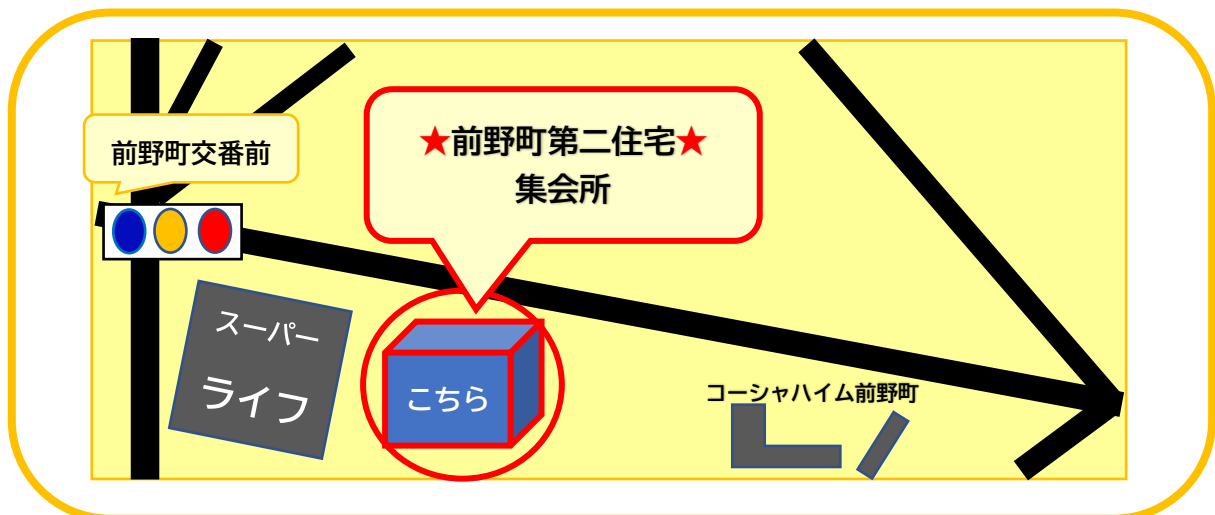 前野町交番前
★前野町第二住宅★
集会所
スーパー
ライフ
こちら
コーシャハイム前野町